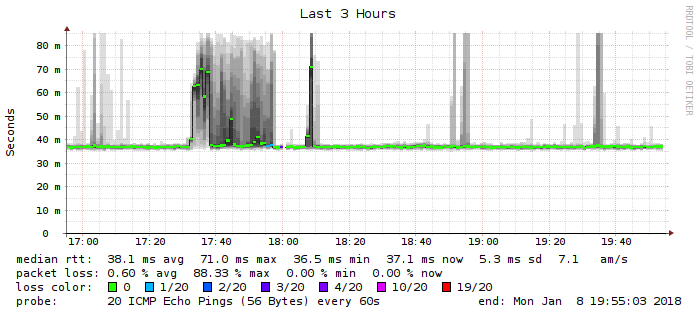 Last 3 Hours
RRDTOOL / TOBI OETIKER
Seconds
80 m
70 m
60 m
50 m
40 m
30 m
20 m
10 m
0
17:00 17:20 17:40 18:00 18:20 18:40 19:00 19:20 19:40
median rtt: 38.1 ms avg 71.0 ms max 36.5 ms min 37.1 ms now 5.3 ms sd 7.1 am/s
packet loss: 0.60 % avg 88.33 % max 0.00 % min 0.00 % now
loss color: 0 1/20 2/20 3/20 4/20 10/20 19/20
probe: 20 ICMP Echo Pings (56 Bytes) every 60s end: Mon Jan 8 19:55:03 2018